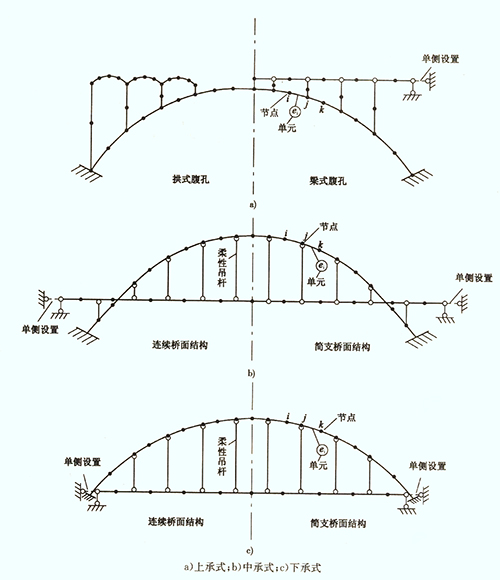 单侧设置
节点 i j k
e
单元
拱式腹孔 梁式腹孔
a)
节点
i j k
柔性吊杆
e
单元
单侧设置
单侧设置
连续桥面结构 简支桥面结构
b)
i j k 节点
柔性吊杆
e
单元
单侧设置 单侧设置
连续桥面结构 简支桥面结构
c)
a)上承式;b)中承式;c)下承式